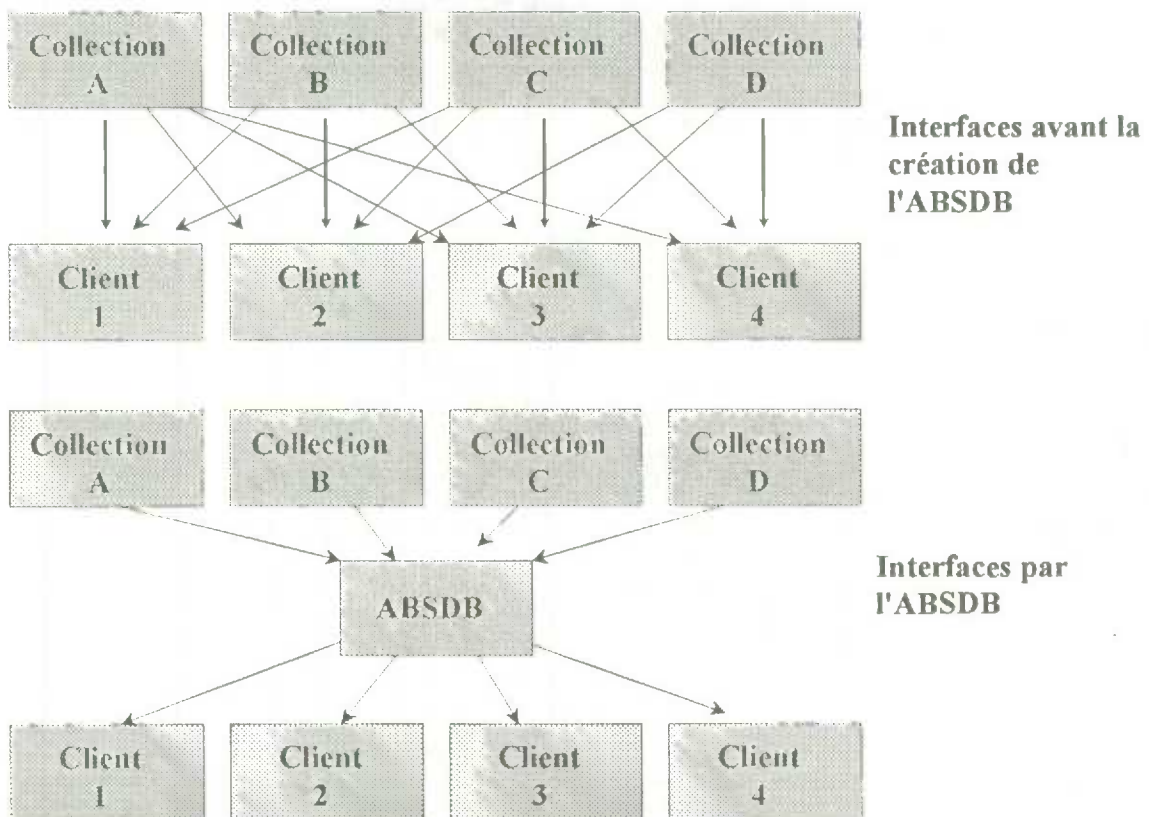 Collection
A
Collection
B
Collection
C
Collection
D
Interfaces avant la
création de
l'ABSDB
Client
1
Client
2
Client
3
Client
4
Collection
A
Collection
B
Collection
C
Collection
D
Interfaces par
l'ABSDB
ABSDB
Client
1
Client
2
Client
3
Client
4